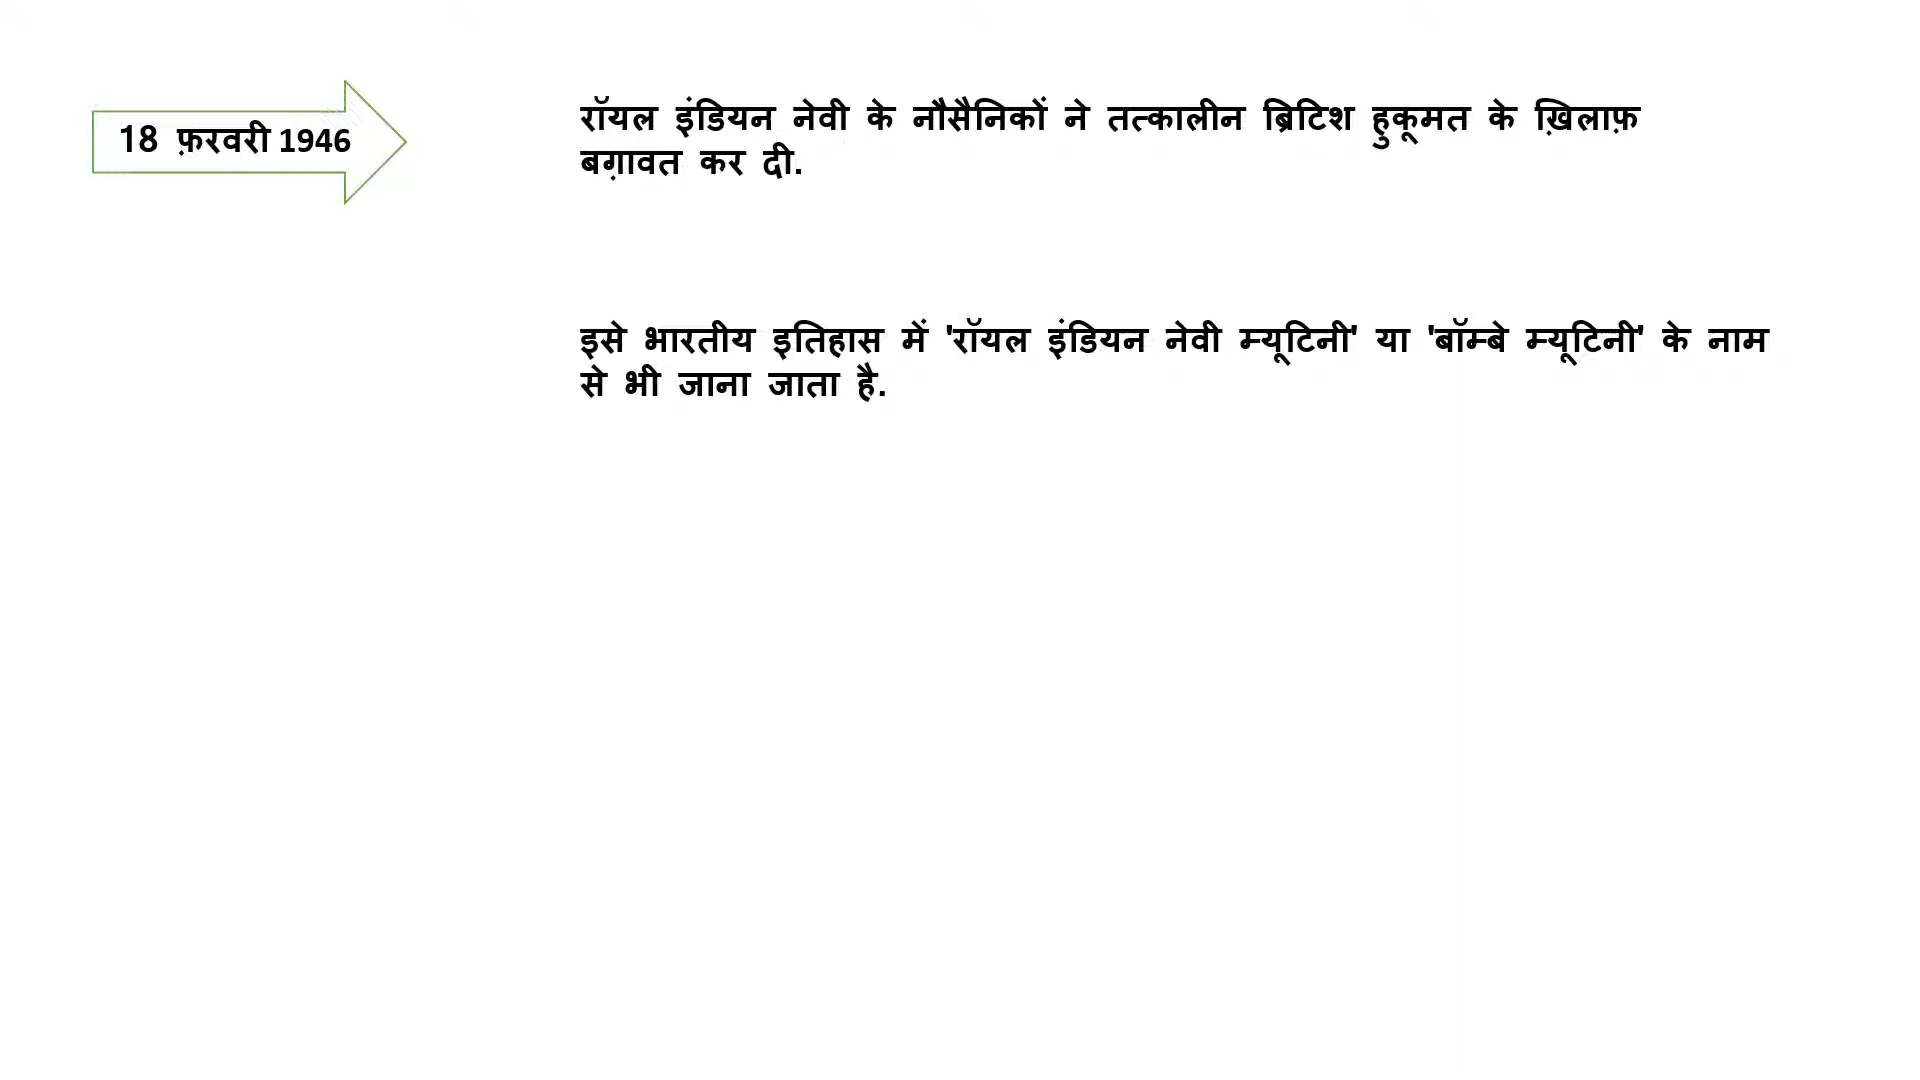 18 फ़रवरी 1946
रॉयल इंडियन नेवी के नौसैनिकों ने तत्कालीन ब्रिटिश हुकूमत के ख़िलाफ़
बग़ावत कर दी.
इसे भारतीय इतिहास में 'रॉयल इंडियन नेवी म्यूटिनी' या 'बॉम्बे म्यूटिनी' के नाम
से भी जाना जाता है.